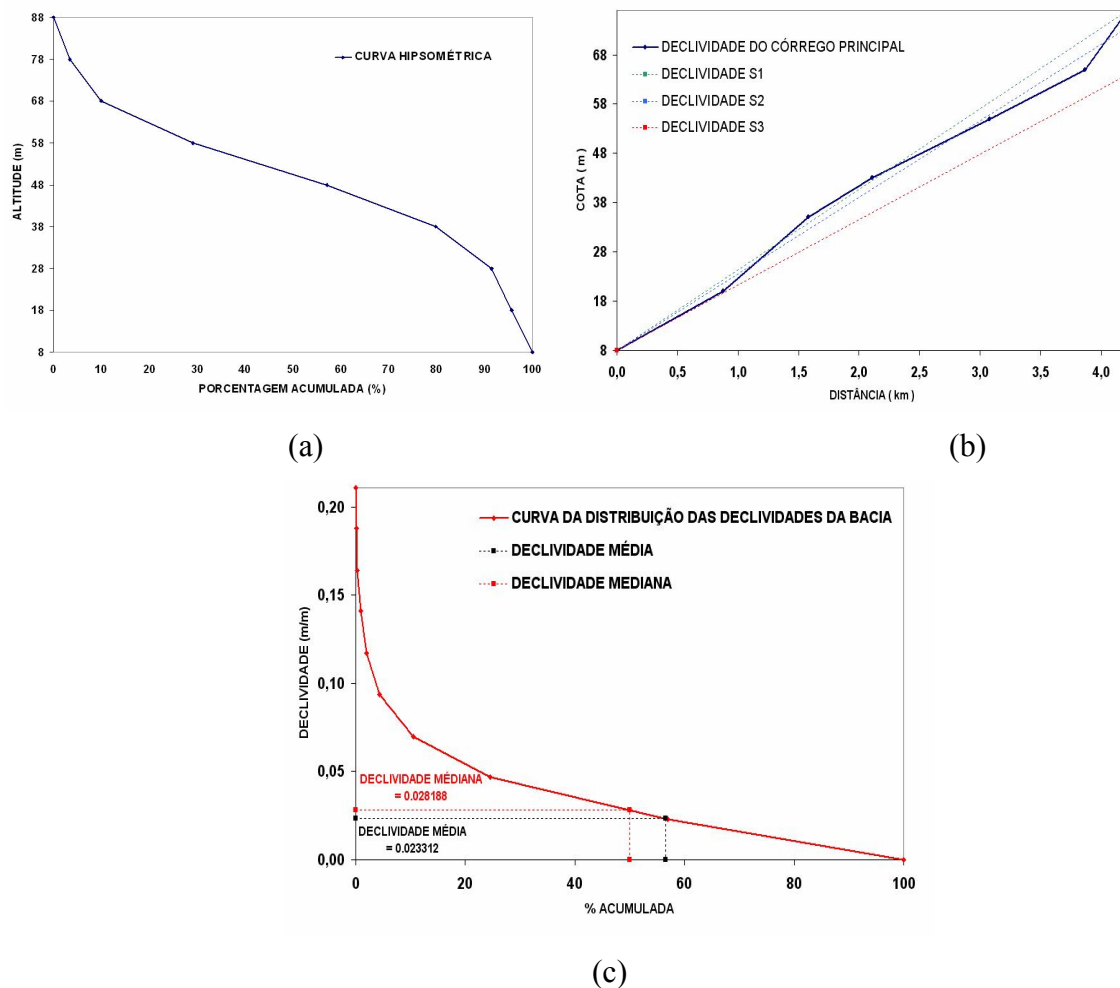 88
78
68
58
48
38
28
18
8
ALTITUDE (m)
CURVA HIPSOMÉTRICA
0 10 20 30 40 50 60 70 80 90 100
PORCENTAGEM ACUMULADA (%)
(a)
68
58
48
38
28
18
8
COTA ( m )
DECLIVIDADE DO CÓRREGO PRINCIPAL
DECLIVIDADE S1
DECLIVIDADE S2
DECLIVIDADE S3
0,0 0,5 1,0 1,5 2,0 2,5 3,0 3,5 4,0
DISTÂNCIA ( km )
(b)
0,20
0,15
0,10
0,05
0,00
DECLIVIDADE (m/m)
CURVA DA DISTRIBUIÇÃO DAS DECLIVIDADES DA BACIA
DECLIVIDADE MÉDIA
DECLIVIDADE MEDIANA
DECLIVIDADE MÉDIANA
= 0.028188
DECLIVIDADE MÉDIA
= 0.023312
0 20 40 60 80 100
% ACUMULADA
(c)